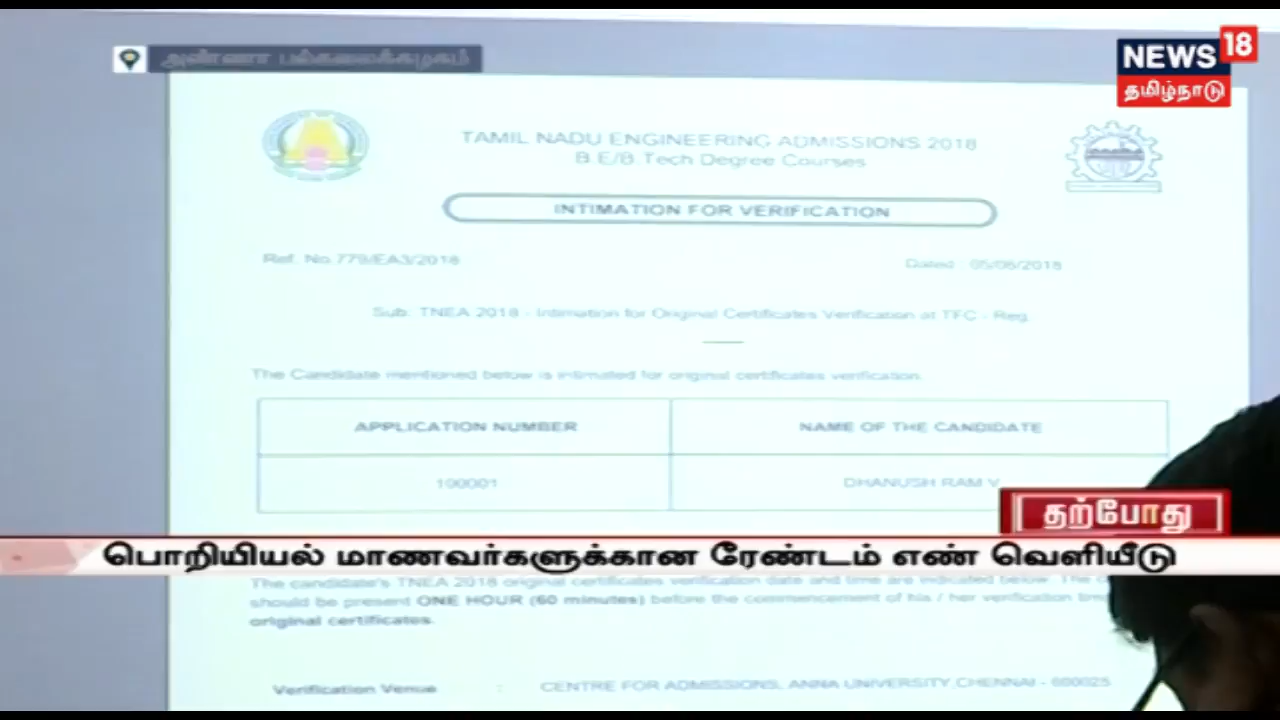 அண்ணா பல்கலைக்கழகம்
NEWS 18
தமிழ்நாடு
TAMIL NADU ENGINEERING ADMISSIONS 2018
B.E/B.Tech Degree Courses
INTIMATION FOR VERIFICATION
Ref. No.779/EA3/2018
Dated : 05/06/2018
Sub: TNEA 2018 - Intimation for Original Certificates Verification at TFC - Reg.
The Candidate mentioned below is intimated for original certificates verification.
APPLICATION NUMBER
NAME OF THE CANDIDATE
100001
DHANUSH RAM V
தற்போது
பொறியியல் மாணவர்களுக்கான ரேண்டம் எண் வெளியீடு
The candidate's TNEA 2018 original certificates verification date and time are indicated below. The
should be present ONE HOUR (60 minutes) before the commencement of his / her verification time
original certificates.
Verification Venue : CENTRE FOR ADMISSIONS, ANNA UNIVERSITY,CHENNAI - 600025